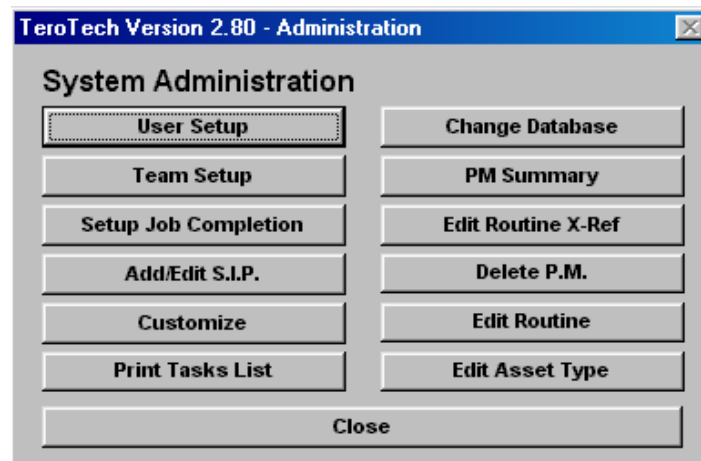 TeroTech Version 2.80 - Administration
System Administration
User Setup
Change Database
Team Setup
PM Summary
Setup Job Completion
Edit Routine X-Ref
Add/Edit S.I.P.
Delete P.M.
Customize
Edit Routine
Print Tasks List
Edit Asset Type
Close